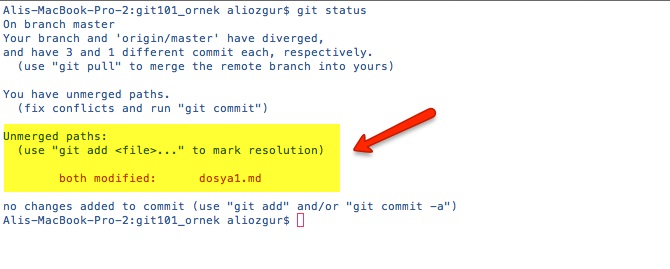 Alis-MacBook-Pro-2:git101_ornek aliozgur$ git status
On branch master
Your branch and 'origin/master' have diverged,
and have 3 and 1 different commit each, respectively.
  (use "git pull" to merge the remote branch into yours)

You have unmerged paths.
  (fix conflicts and run "git commit")

Unmerged paths:
  (use "git add <file>..." to mark resolution)

        both modified:      dosya1.md

no changes added to commit (use "git add" and/or "git commit -a")
Alis-MacBook-Pro-2:git101_ornek aliozgur$